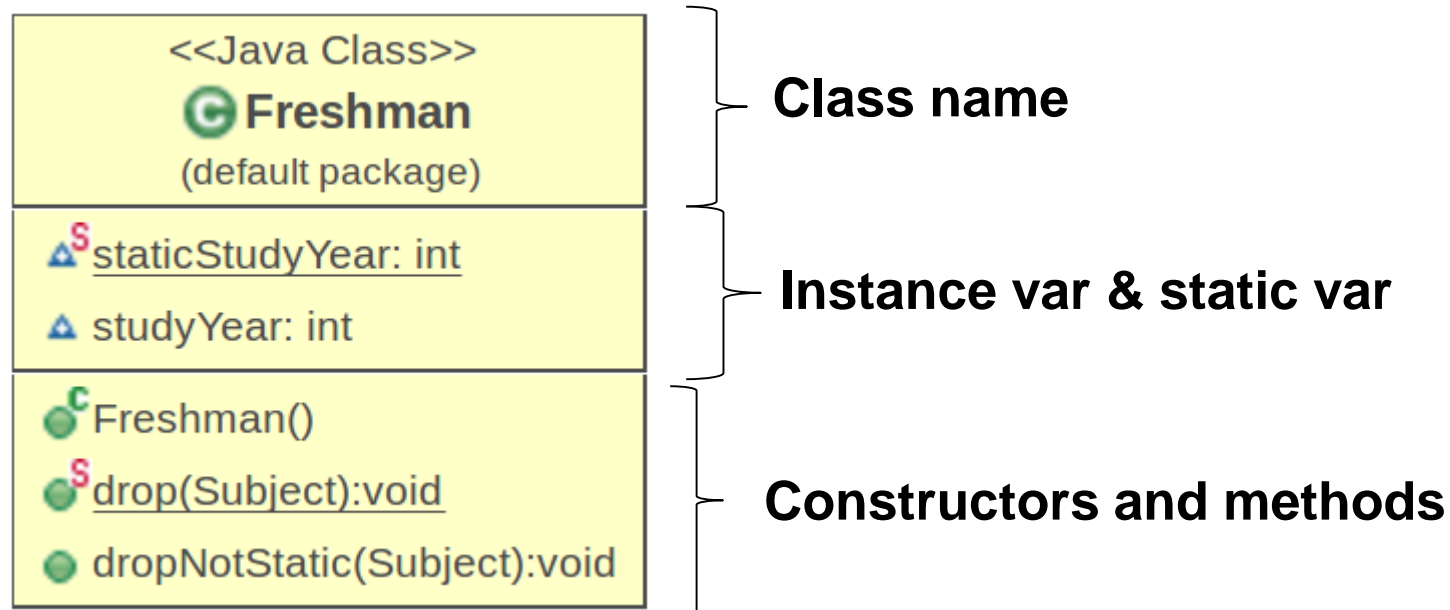 <<Java Class>>
C Freshman
(default package)
Class name
S staticStudyYear: int
studyYear: int
Instance var & static var
C Freshman()
S drop(Subject):void
dropNotStatic(Subject):void
Constructors and methods